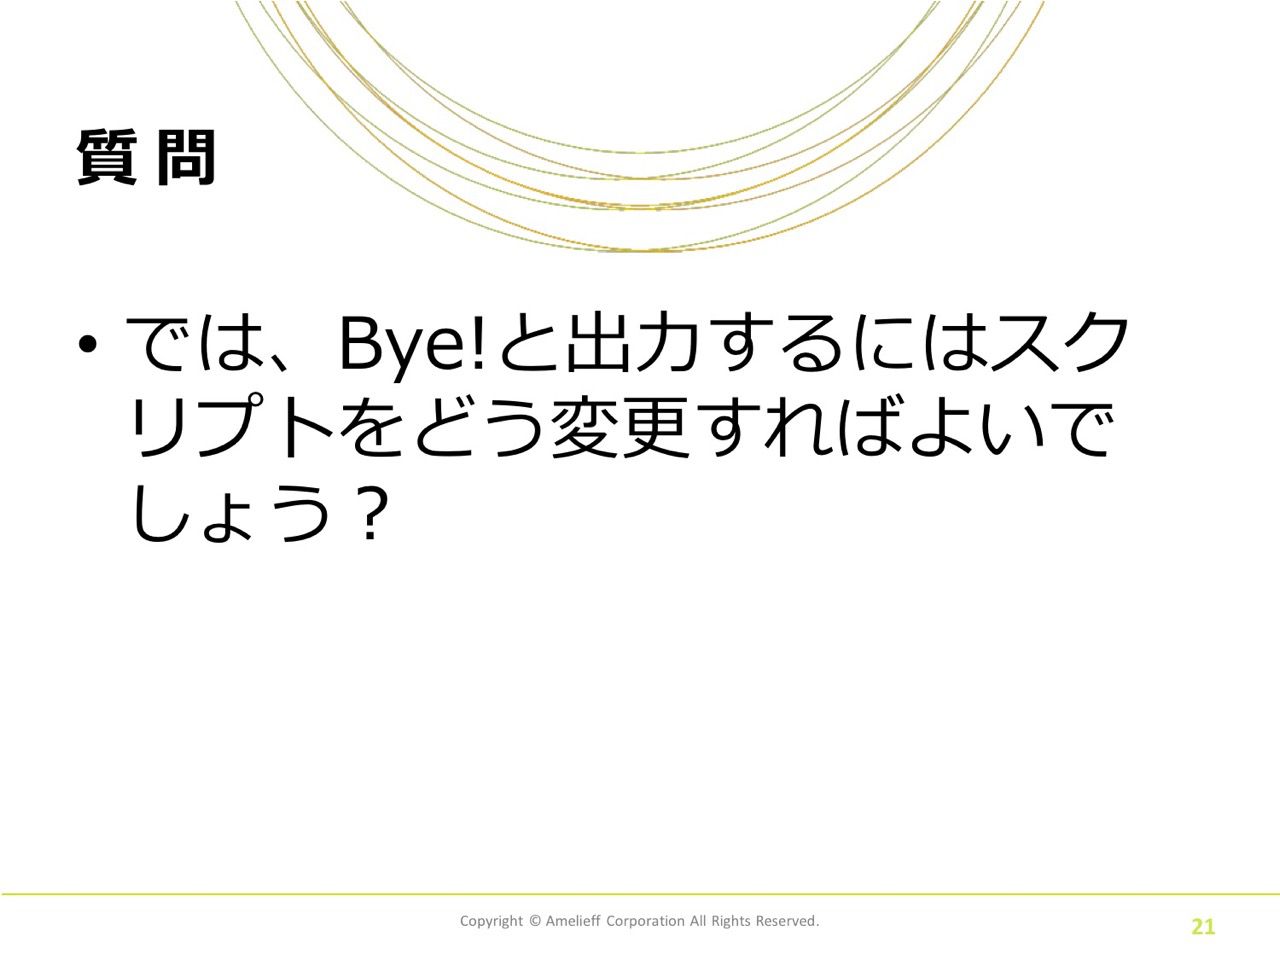 質問
• では、Bye!と出力するにはスク
リプトをどう変更すればよいで
しょう？
Copyright © Amelieff Corporation All Rights Reserved.
21